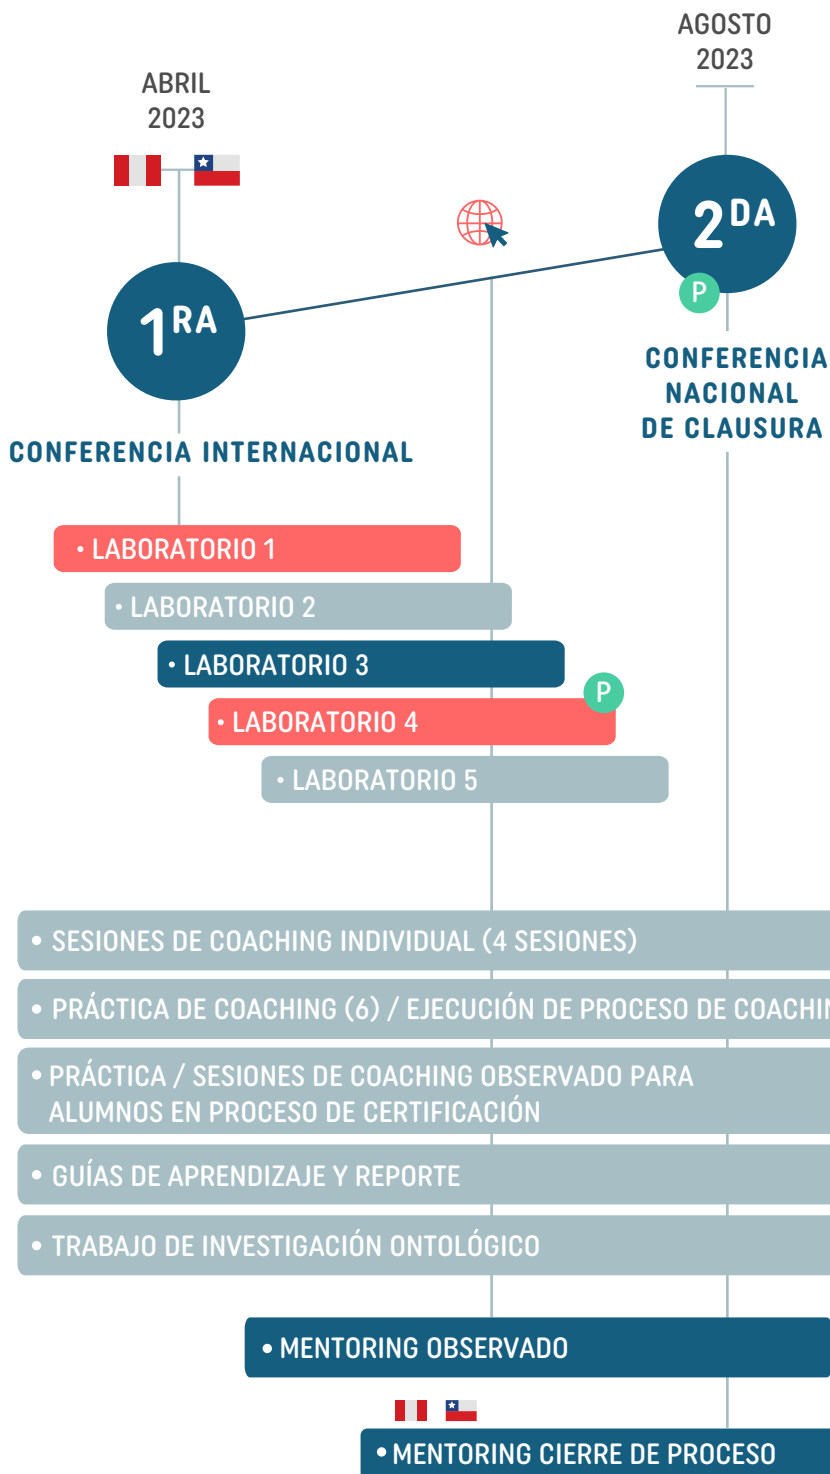 AGOSTO
2023
ABRIL
2023
2DA
P
1RA
CONFERENCIA
NACIONAL
DE CLAUSURA
CONFERENCIA INTERNACIONAL
• LABORATORIO 1
• LABORATORIO 2
• LABORATORIO 3
P
• LABORATORIO 4
• LABORATORIO 5
• SESIONES DE COACHING INDIVIDUAL (4 SESIONES)
• PRÁCTICA DE COACHING (6) / EJECUCIÓN DE PROCESO DE COACHIN
• PRÁCTICA / SESIONES DE COACHING OBSERVADO PARA
ALUMNOS EN PROCESO DE CERTIFICACIÓN
• GUÍAS DE APRENDIZAJE Y REPORTE
• TRABAJO DE INVESTIGACIÓN ONTOLÓGICO
• MENTORING OBSERVADO
• MENTORING CIERRE DE PROCESO